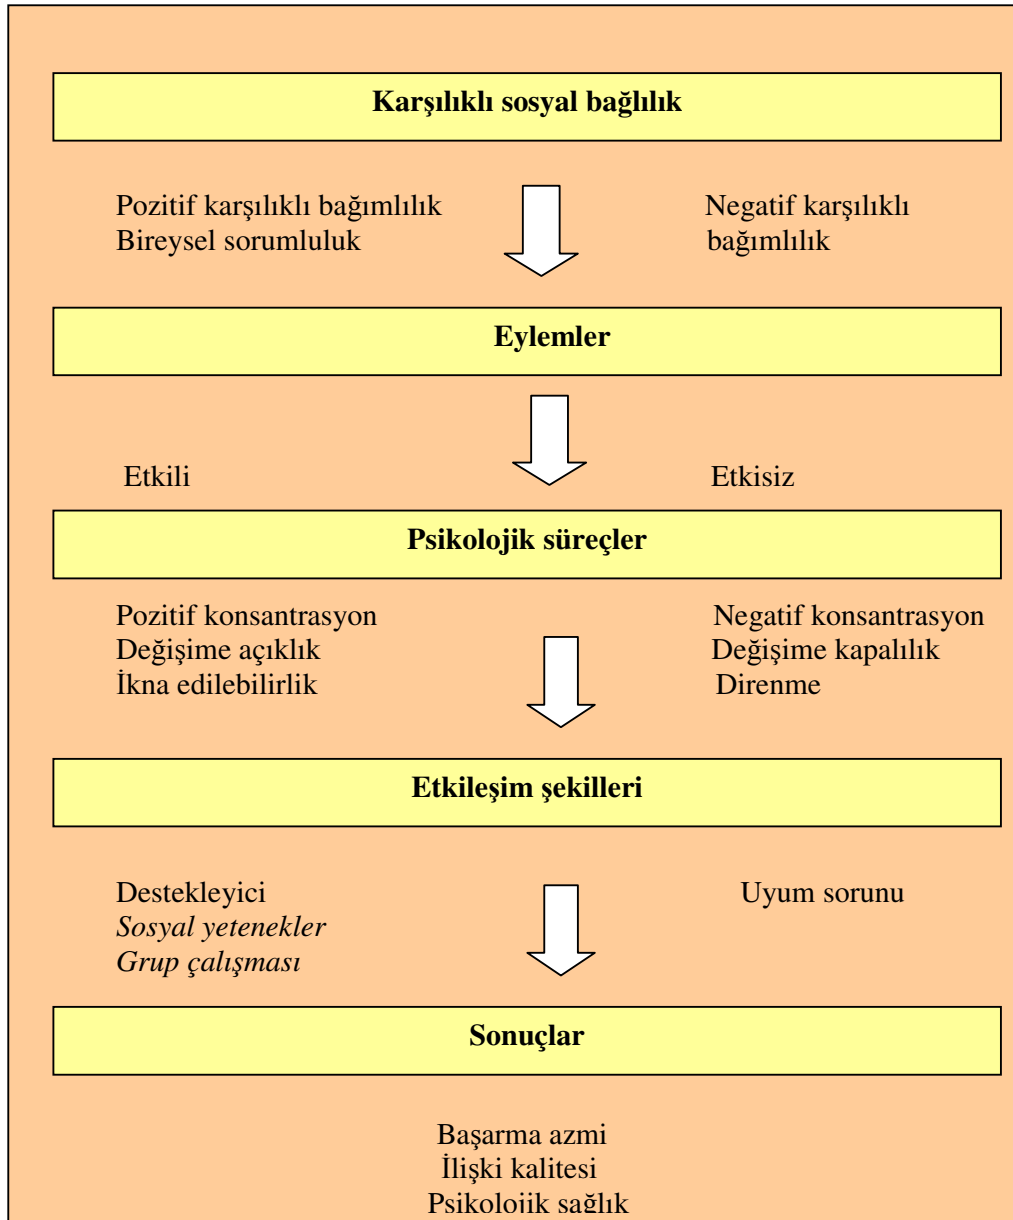 Karşılıklı sosyal bağlılık
Pozitif karşılıklı bağımlılık
Bireysel sorumluluk
Negatif karşılıklı
bağımlılık
Eylemler
Etkili
Etkisiz
Psikolojik süreçler
Pozitif konsantrasyon
Değişime açıklık
İkna edilebilirlik
Negatif konsantrasyon
Değişime kapalılık
Direnme
Etkileşim şekilleri
Destekleyici
Sosyal yetenekler
Grup çalışması
Uyum sorunu
Sonuçlar
Başarma azmi
İlişki kalitesi
Psikolojik sağlık